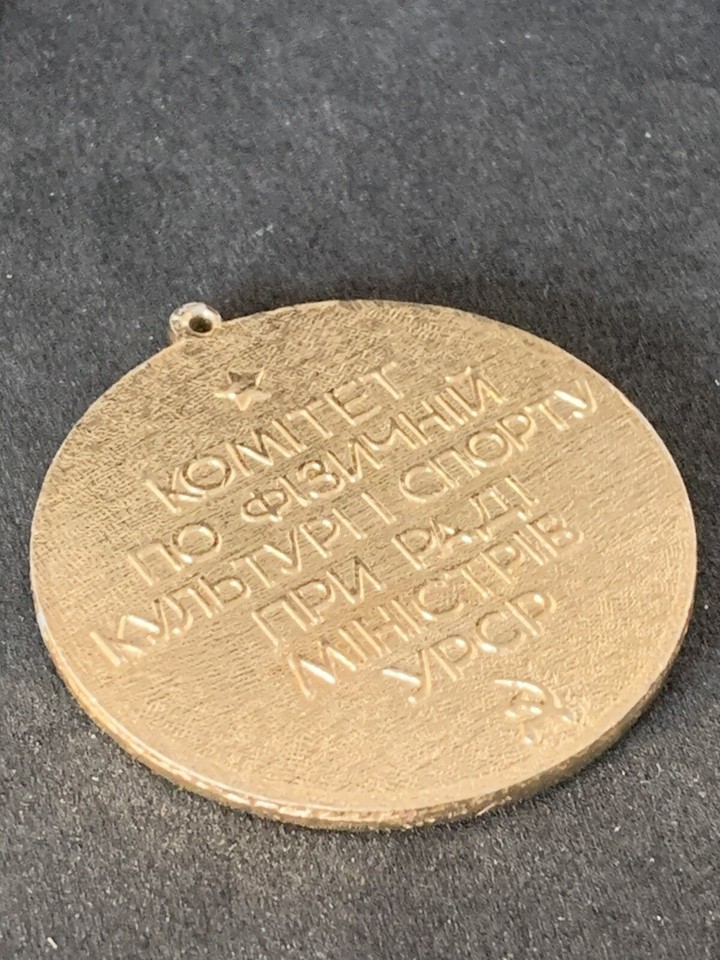 КОМІТЕТ
ПО ФІЗИЧНІЙ
КУЛЬТУРІ І СПОРТУ
ПРИ РАДІ
МІНІСТРІВ
УРСР